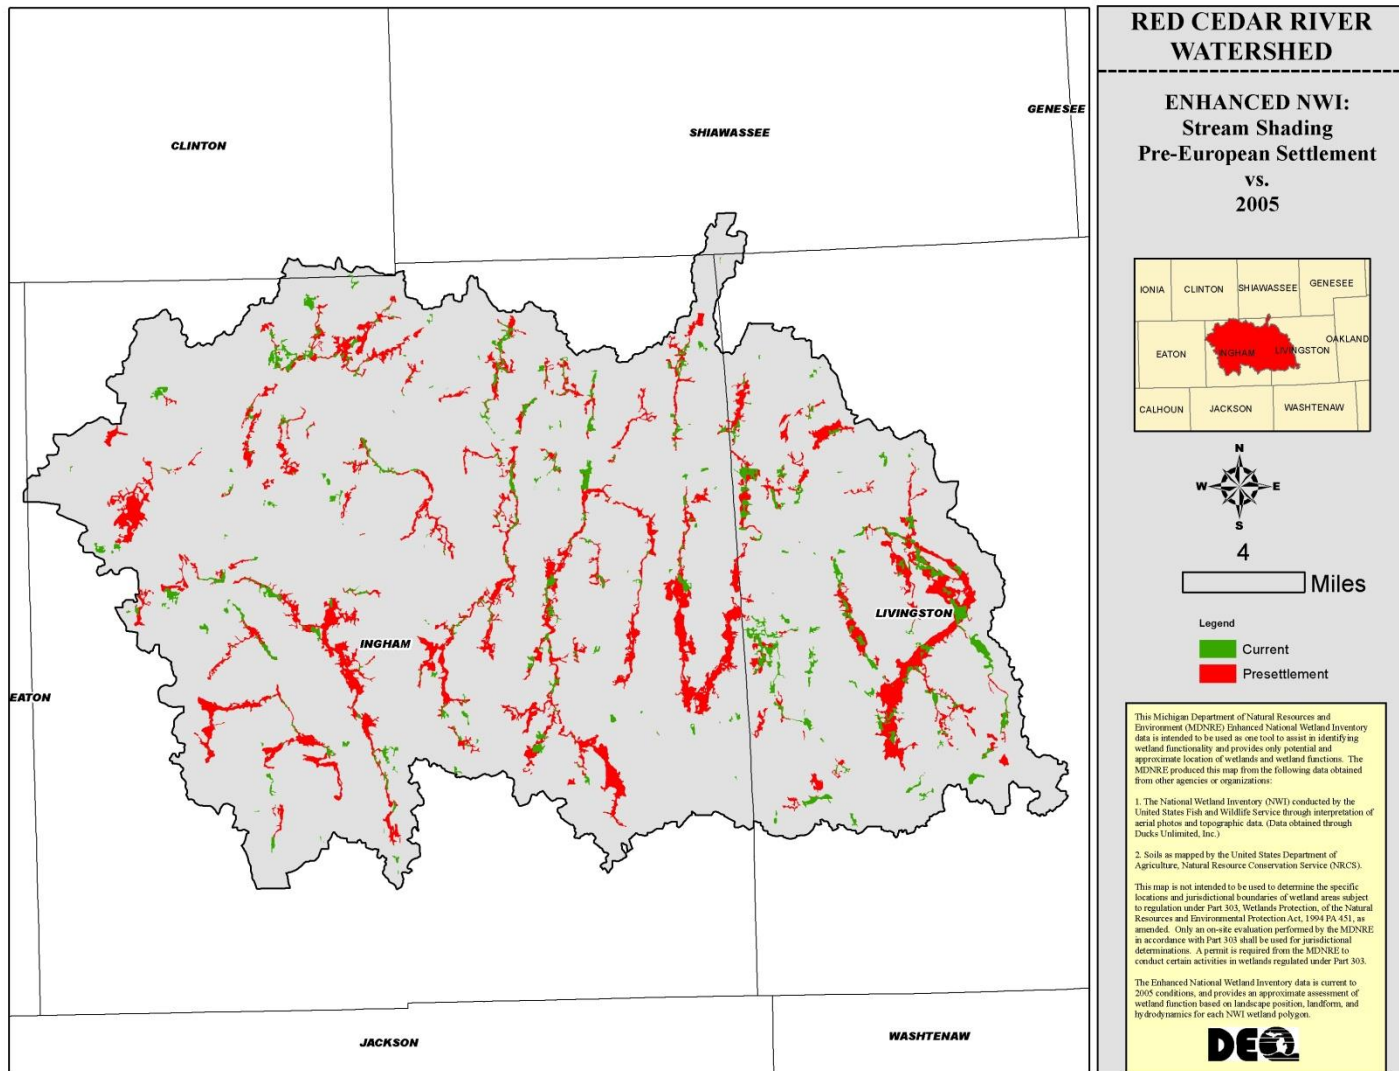 CLINTON
SHIAWASSEE
GENESEE
INGHAM
LIVINGSTON
EATON
JACKSON
WASHTENAW
RED CEDAR RIVER
WATERSHED
ENHANCED NWI:
Stream Shading
Pre-European Settlement
vs.
2005
IONIA
CLINTON
SHIAWASSEE
GENESEE
EATON
INGHAM
LIVINGSTON
OAKLAND
CALHOUN
JACKSON
WASHTENAW
N
W
E
S
4
Miles
Legend
Current
Presettlement
This Michigan Department of Natural Resources and
Environment (MDNRE) Enhanced National Wetland Inventory
data is intended to be used as one tool to assist in identifying
wetland functionality and provides only potential and
approximate location of wetlands and wetland functions. The
MDNRE produced this map from the following data obtained
from other agencies or organizations:
1. The National Wetland Inventory (NWI) conducted by the
United States Fish and Wildlife Service through interpretation of
aerial photos and topographic data. (Data obtained through
Ducks Unlimited, Inc.)
2. Soils as mapped by the United States Department of
Agriculture, Natural Resource Conservation Service (NRCS).
This map is not intended to be used to determine the specific
locations and jurisdictional boundaries of wetland areas subject
to regulation under Part 303, Wetlands Protection, of the Natural
Resources and Environmental Protection Act, 1994 PA 451, as
amended. Only an on-site evaluation performed by the MDNRE
in accordance with Part 303 shall be used for jurisdictional
determinations. A permit is required from the MDNRE to
conduct certain activities in wetlands regulated under Part 303.
The Enhanced National Wetland Inventory data is current to
2005 conditions, and provides an approximate assessment of
wetland function based on landscape position, landform, and
hydrodynamics for each NWI wetland polygon.
DEQ